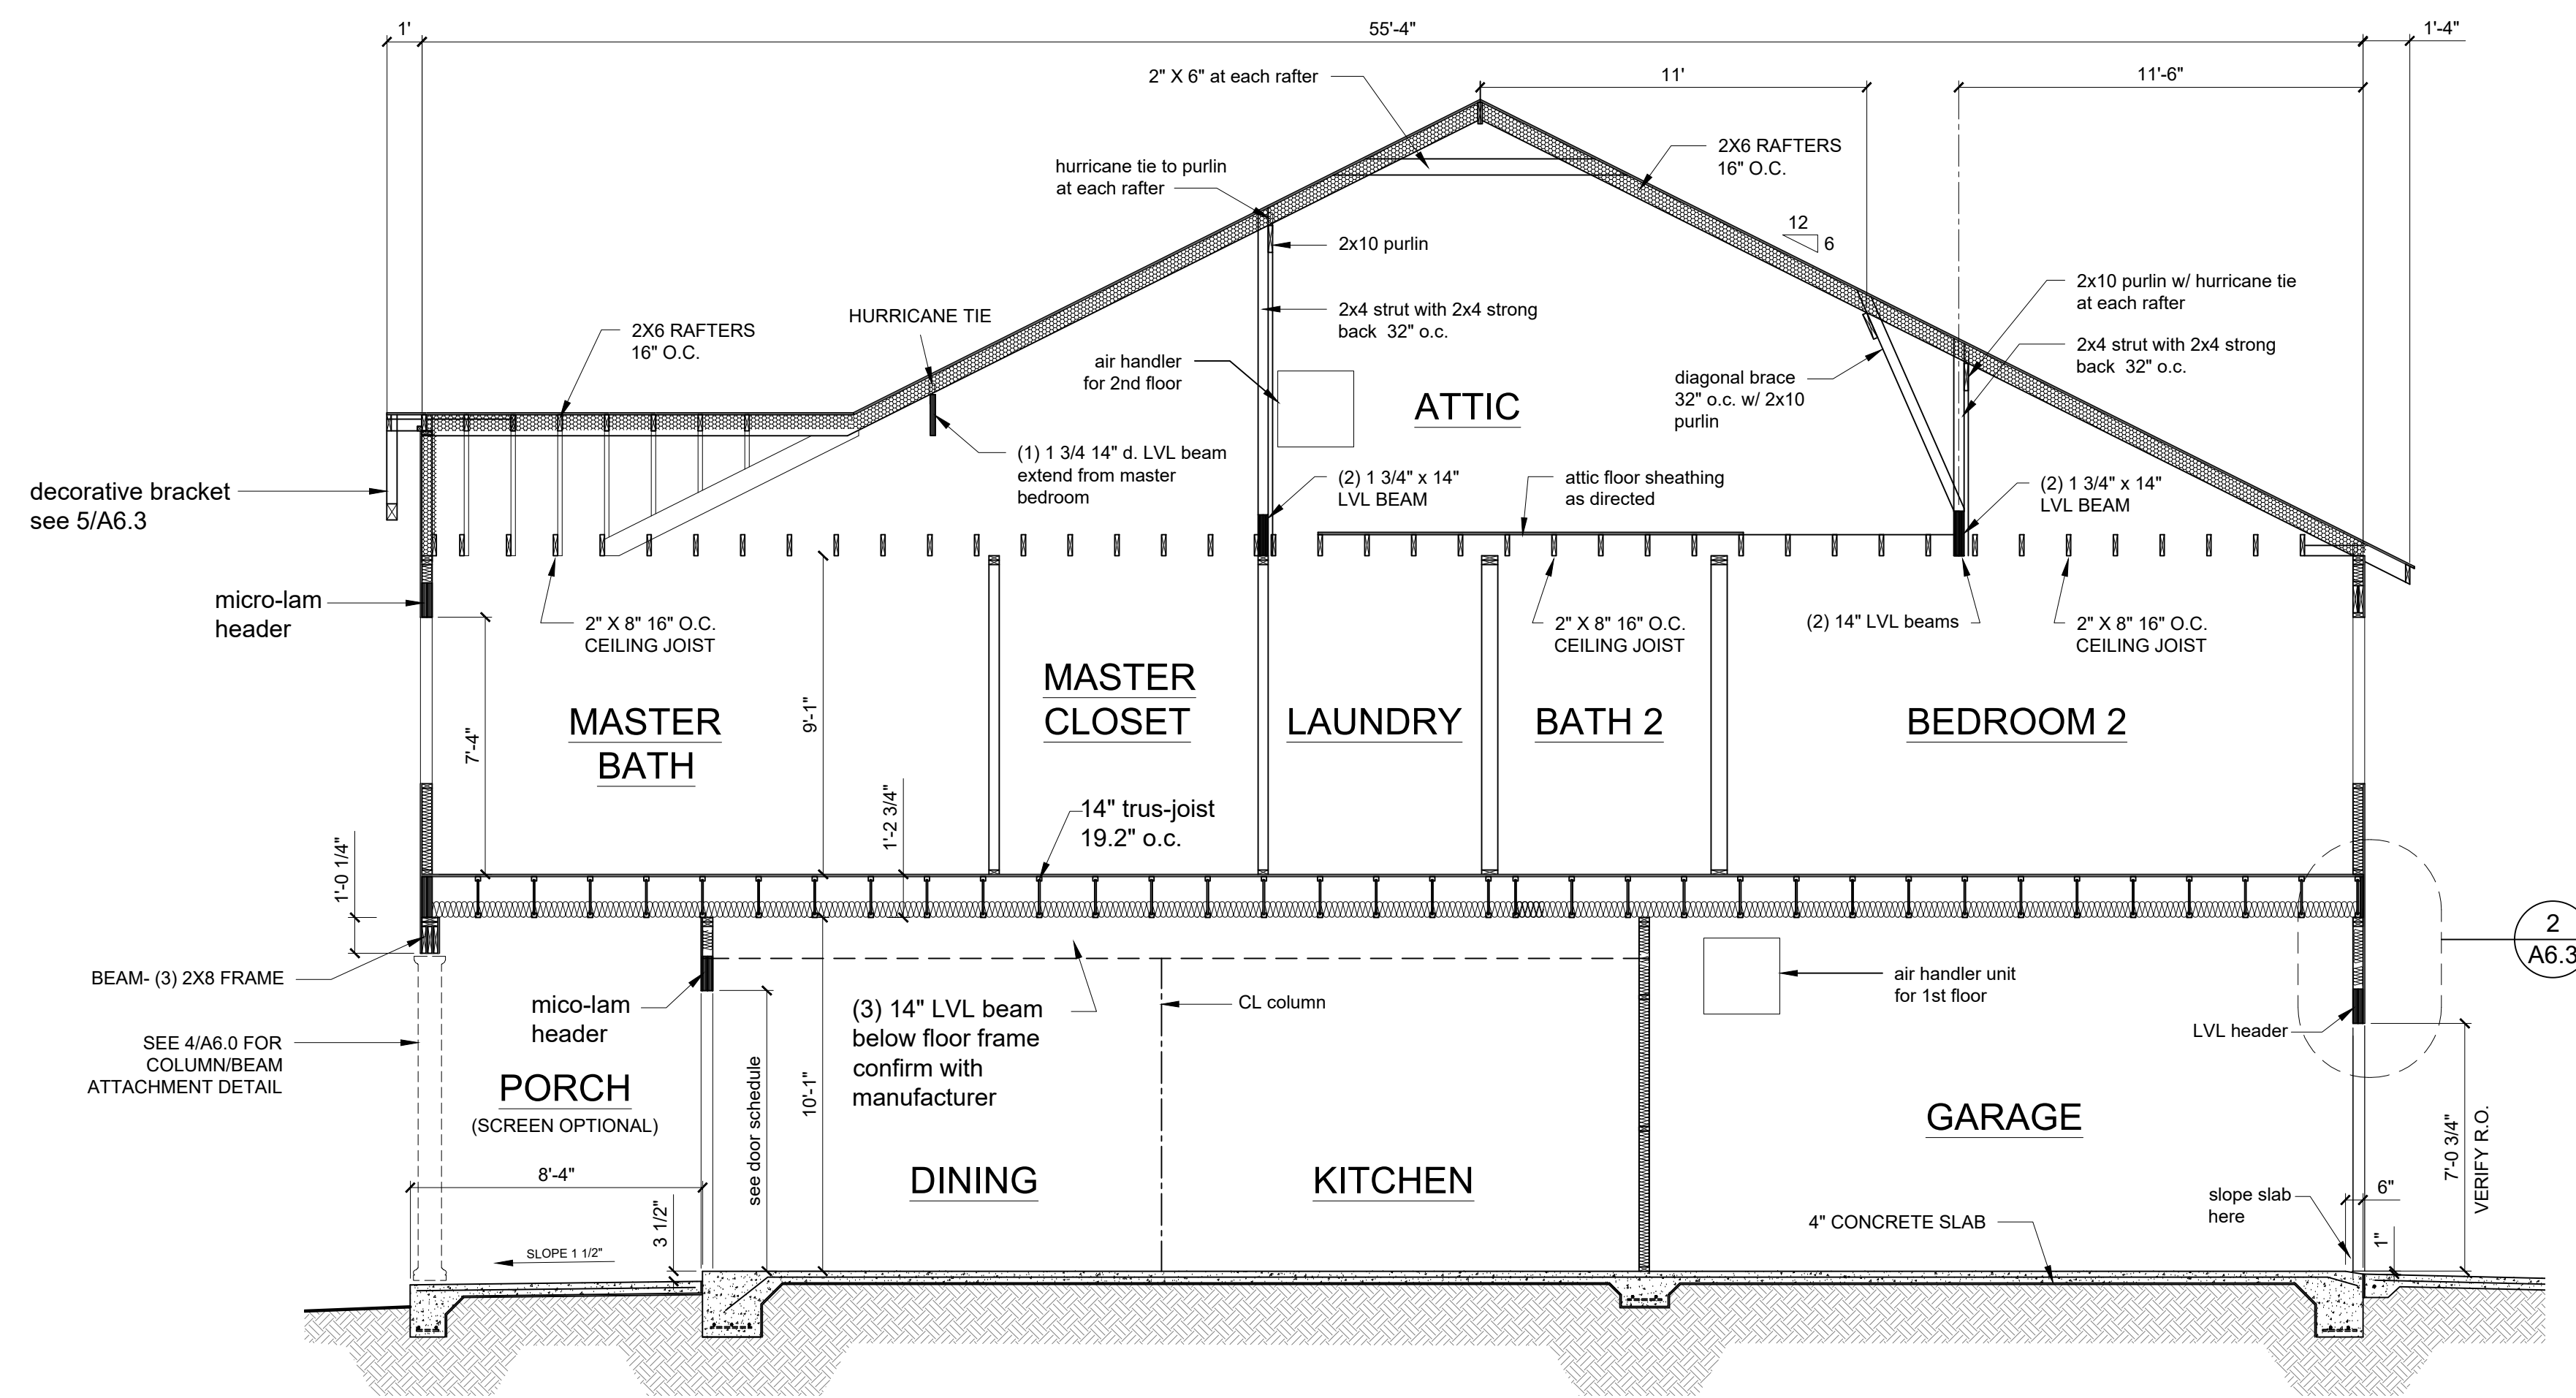 1'
55'-4"
1'-4"
2" X 6" at each rafter
11'
11'-6"
hurricane tie to purlin
at each rafter
2X6 RAFTERS
16" O.C.
12
6
2x10 purlin
2x10 purlin w/ hurricane tie
at each rafter
2x4 strut with 2x4 strong
back 32" o.c.
HURRICANE TIE
2X6 RAFTERS
16" O.C.
air handler
for 2nd floor
2x4 strut with 2x4 strong
back 32" o.c.
diagonal brace
32" o.c. w/ 2x10
purlin
ATTIC
(1) 1 3/4 14" d. LVL beam
extend from master
bedroom
(2) 1 3/4" x 14"
LVL BEAM
attic floor sheathing
as directed
(2) 1 3/4" x 14"
LVL BEAM
decorative bracket
see 5/A6.3
micro-lam
header
2" X 8" 16" O.C.
CEILING JOIST
2" X 8" 16" O.C.
CEILING JOIST
(2) 14" LVL beams
2" X 8" 16" O.C.
CEILING JOIST
7'-4"
MASTER
BATH
9'-1"
MASTER
CLOSET
LAUNDRY
BATH 2
BEDROOM 2
1'-2 3/4"
14" trus-joist
19.2" o.c.
1'-0 1/4"
2
A6.3
BEAM- (3) 2X8 FRAME
mico-lam
header
(3) 14" LVL beam
below floor frame
confirm with
manufacturer
CL column
air handler unit
for 1st floor
LVL header
SEE 4/A6.0 FOR
COLUMN/BEAM
ATTACHMENT DETAIL
PORCH
(SCREEN OPTIONAL)
see door schedule
10'-1"
GARAGE
7'-0 3/4"
VERIFY R.O.
8'-4"
DINING
KITCHEN
3 1/2"
SLOPE 1 1/2"
4" CONCRETE SLAB
slope slab
here
6"
1"